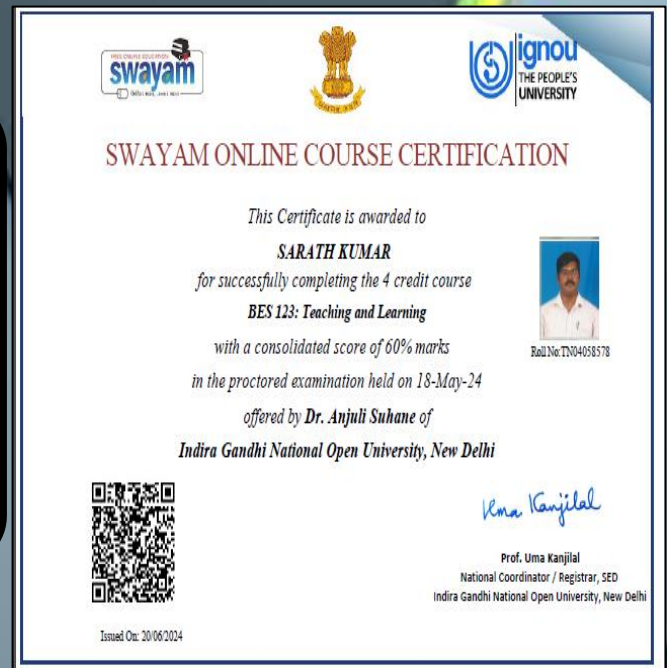 FREE ONLINE EDUCATION
swayam
ignou
THE PEOPLE'S
UNIVERSITY
SWAYAM ONLINE COURSE CERTIFICATION
This Certificate is awarded to
SARATH KUMAR
for successfully completing the 4 credit course
BES 123: Teaching and Learning
with a consolidated score of 60% marks
Roll No:TN04058578
in the proctored examination held on 18-May-24
offered by Dr. Anjuli Suhane of
Indira Gandhi National Open University, New Delhi
Uma Kanjilal
Prof. Uma Kanjilal
National Coordinator / Registrar, SED
Indira Gandhi National Open University, New Delhi
Issued On: 20/06/2024